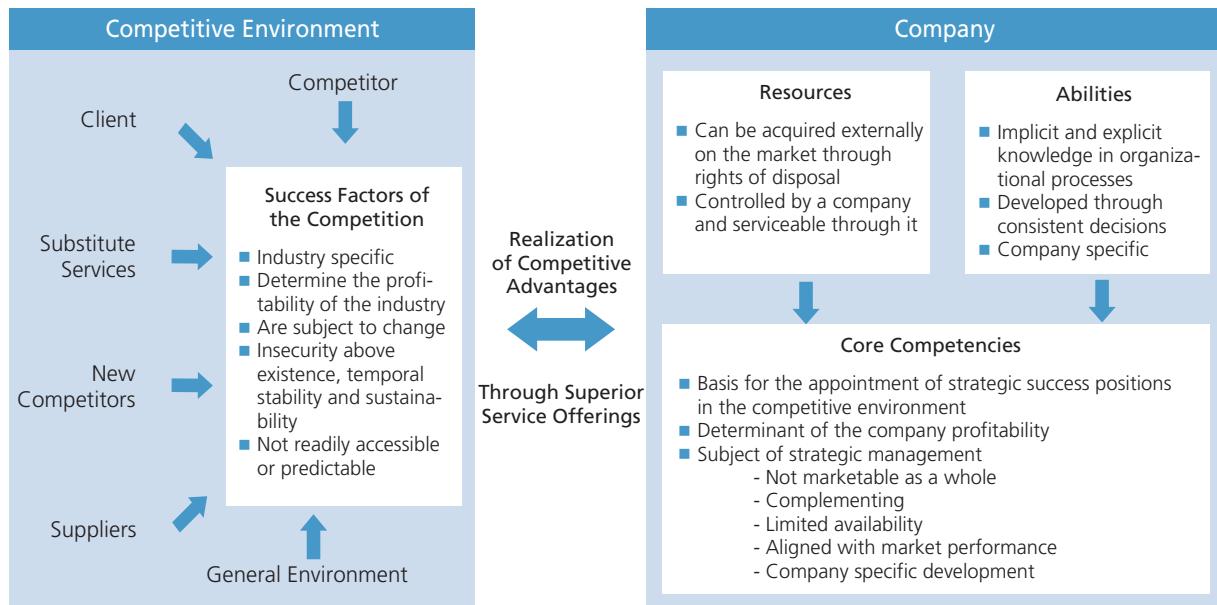 Competitive Environment
Competitor
Client
Substitute
Services
New
Competitors
Suppliers
General Environment
Success Factors of
the Competition
Industry specific
Determine the profi-
tability of the industry
Are subject to change
Insecurity above
existence, temporal
stability and sustaina-
bility
Not readily accessible
or predictable
Realization
of Competitive
Advantages
Through Superior
Service Offerings
Company
Resources
Can be acquired externally
on the market through
rights of disposal
Controlled by a company
and serviceable through it
Abilities
Implicit and explicit
knowledge in organiza-
tional processes
Developed through
consistent decisions
Company specific
Core Competencies
Basis for the appointment of strategic success positions
in the competitive environment
Determinant of the company profitability
Subject of strategic management
- Not marketable as a whole
- Complementing
- Limited availability
- Aligned with market performance
- Company specific development